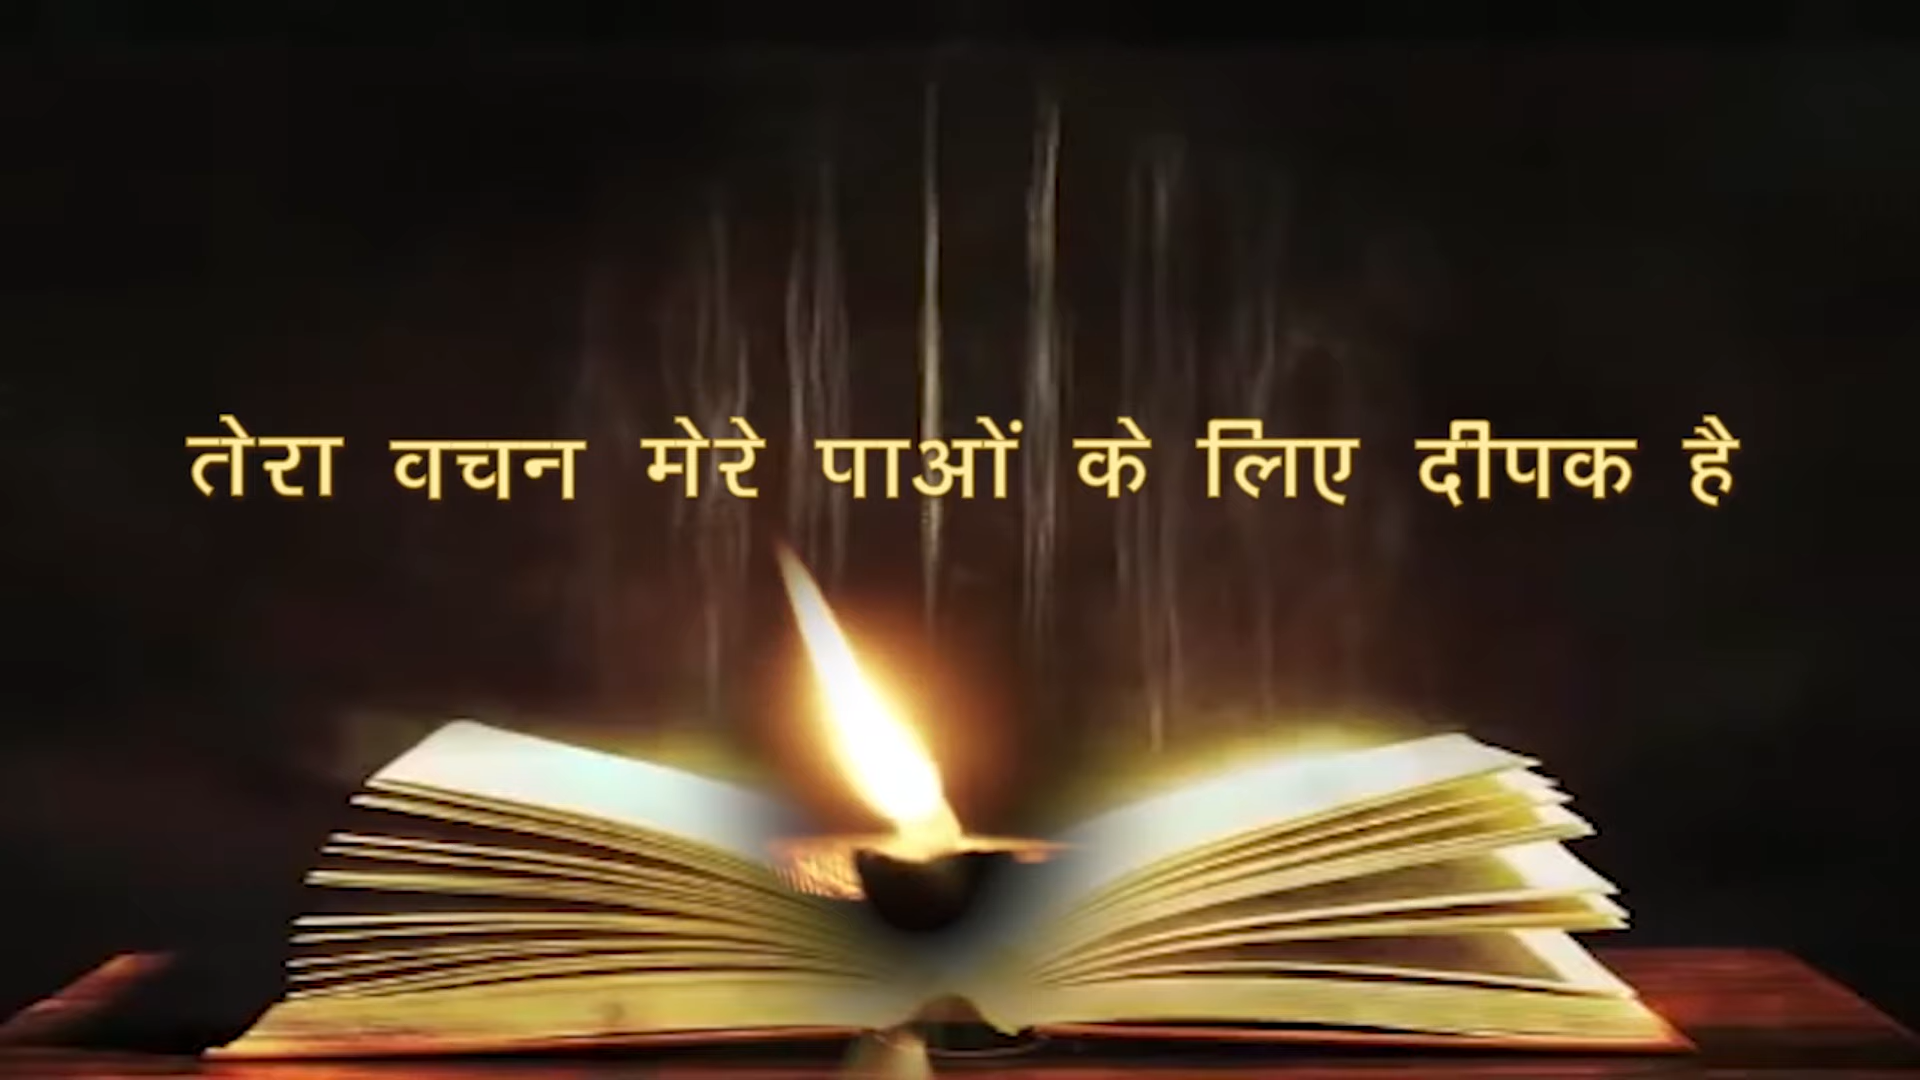 तेरा वचन मेरे पाओं के लिए दीपक है